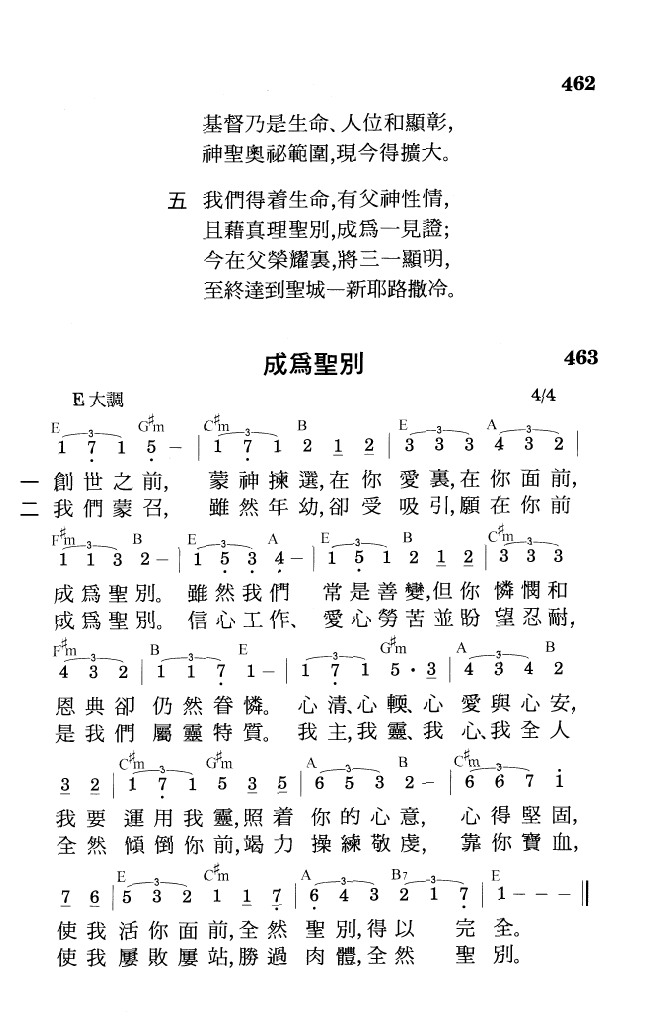 462
基督乃是生命、人位和顯彰,
神聖奧祕範圍,現今得擴大。
五 我們得着生命,有父神性情,
且藉真理聖別,成爲一見證;
今在父榮耀裏,將三一顯明,
至終達到聖城—新耶路撒冷。
成爲聖別 463
E大調 4/4
E G♯m C♯m B E A
1 7̣ 1 5̣ – | 1 7̣ 1 2 1 2 | 3 3 3 4 3 2 |
一 創世之前, 蒙神揀選,在你 愛裏,在你面前,
二 我們蒙召, 雖然年幼,卻受 吸引,願在你前
F♯m B E A E B C♯m
1 1 3 2 – | 1 5̣ 3̣ 4̣ – | 1 5̣ 1 2 1 2 | 3 3 3
成爲聖別。 雖然我們 常是善變,但你 憐憫和
成爲聖別。 信心工作、 愛心勞苦並盼 望忍耐,
F♯m B E G♯m A B
4 3 2 | 1 1 7̣ 1 – | 1 7̣ 1 5̣ · 3̣ | 4 3 4 2
恩典卻 仍然眷憐。 心清、心輭、心 愛與心安,
是我們 屬靈特質。 我主,我靈、我 心、我全人
C♯m G♯m A B C♯m
3 2 | 1 7̣ 1 5 3 5 | 6 5 3 2 – | 6 6 7 i
我要 運用我靈,照着 你的心意, 心得堅固,
全然 傾倒你前,竭力 操練敬虔, 靠你寶血,
E C♯m A B7 E
7 6 | 5 3 2 1 1 7̣ | 6̣ 4 3 2 1 7̣ | 1 – – – ‖
使我 活你面前,全然 聖別,得以 完全。
使我 屢敗屢站,勝過 肉體,全然 聖別。